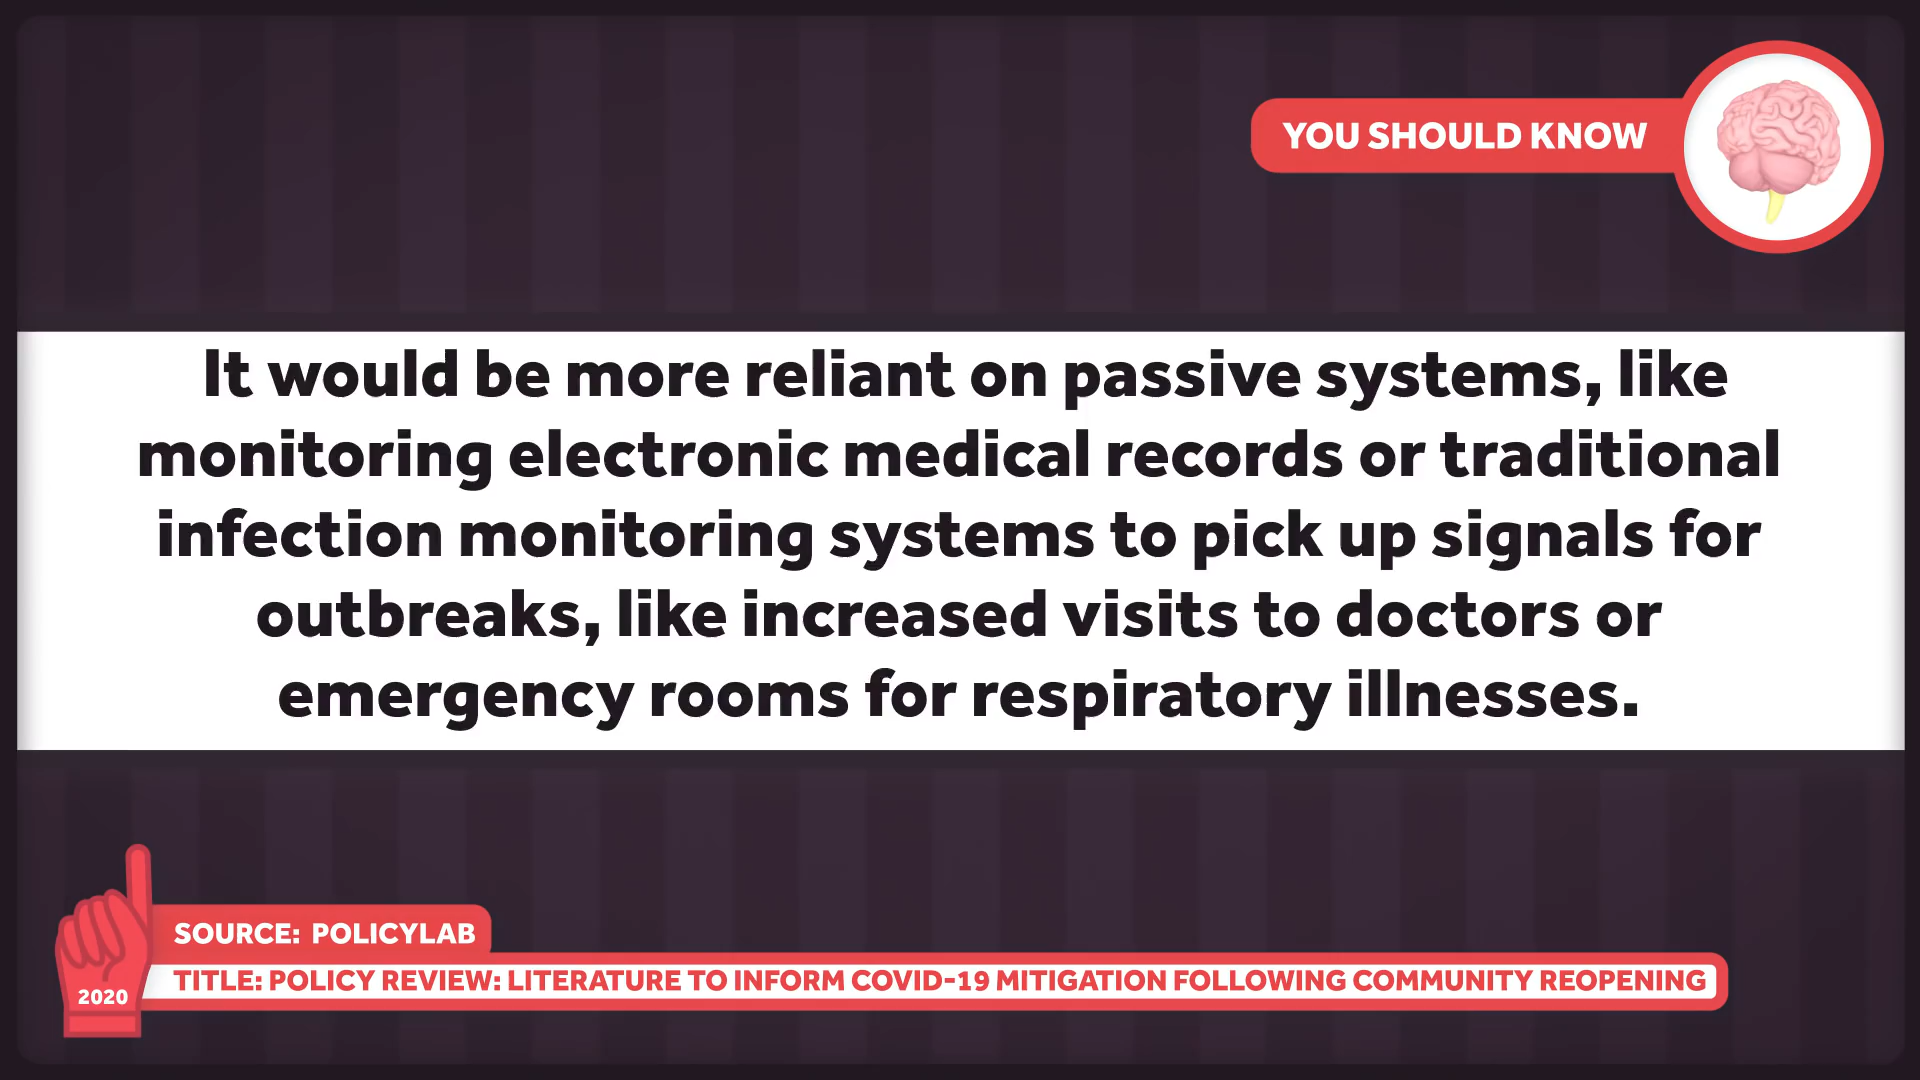 YOU SHOULD KNOW
It would be more reliant on passive systems, like
monitoring electronic medical records or traditional
infection monitoring systems to pick up signals for
outbreaks, like increased visits to doctors or
emergency rooms for respiratory illnesses.
SOURCE: POLICYLAB
TITLE: POLICY REVIEW: LITERATURE TO INFORM COVID-19 MITIGATION FOLLOWING COMMUNITY REOPENING
2020